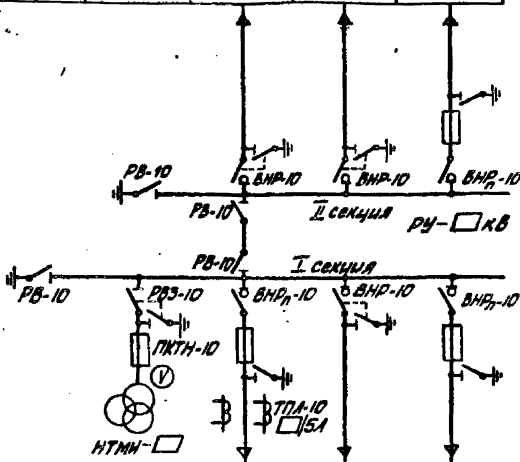 РВ-10
ВНР-10
ВНР-10
ВНРп-10
РВ-10
II секция
РУ-□ кВ
РВ-10
I секция
РВ-10
РВЗ-10
ВНРп-10
ВНР-10
ВНРп-10
ПКТН-10
V
ТПЛ-10
□/5А
НТМИ-□